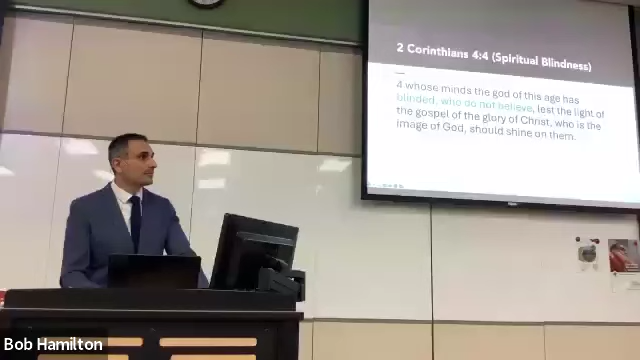 2 Corinthians 4:4 (Spiritual Blindness)
4 whose minds the god of this age has
blinded, who do not believe, lest the light of
the gospel of the glory of Christ, who is the
image of God, should shine on them.
Bob Hamilton